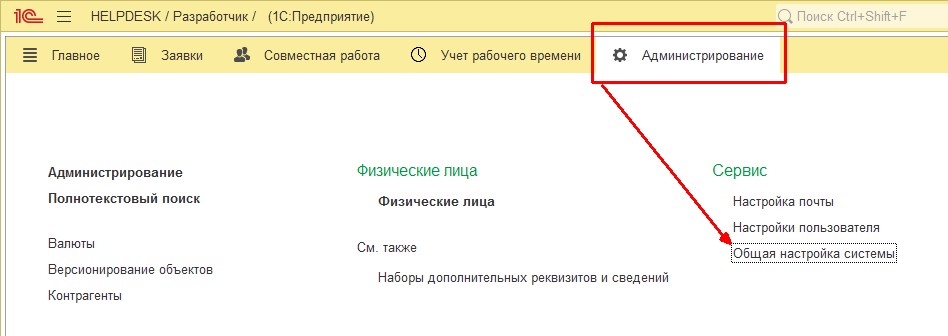 1С HELPDESK / Разработчик / (1С:Предприятие) Поиск Ctrl+Shift+F
Главное Заявки Совместная работа Учет рабочего времени Администрирование
Администрирование
Полнотекстовый поиск
Валюты
Версионирование объектов
Контрагенты
Физические лица
Физические лица
См. также
Наборы дополнительных реквизитов и сведений
Сервис
Настройка почты
Настройки пользователя
Общая настройка системы